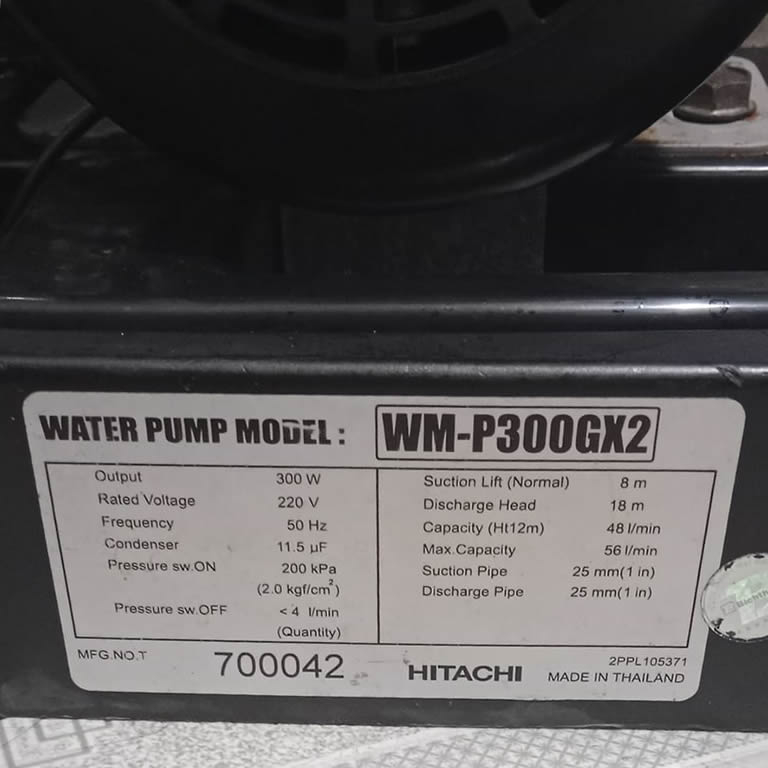 WATER PUMP MODEL : WM-P300GX2
Output 300 W
Rated Voltage 220 V
Frequency 50 Hz
Condenser 11.5 µF
Pressure sw.ON 200 kPa
(2.0 kgf/cm²)
Pressure sw.OFF < 4 l/min
(Quantity)
Suction Lift (Normal) 8 m
Discharge Head 18 m
Capacity (Ht12m) 48 l/min
Max.Capacity 56 l/min
Suction Pipe 25 mm(1 in)
Discharge Pipe 25 mm(1 in)
MFG.NO.T 700042
HITACHI
2PPL105371
MADE IN THAILAND